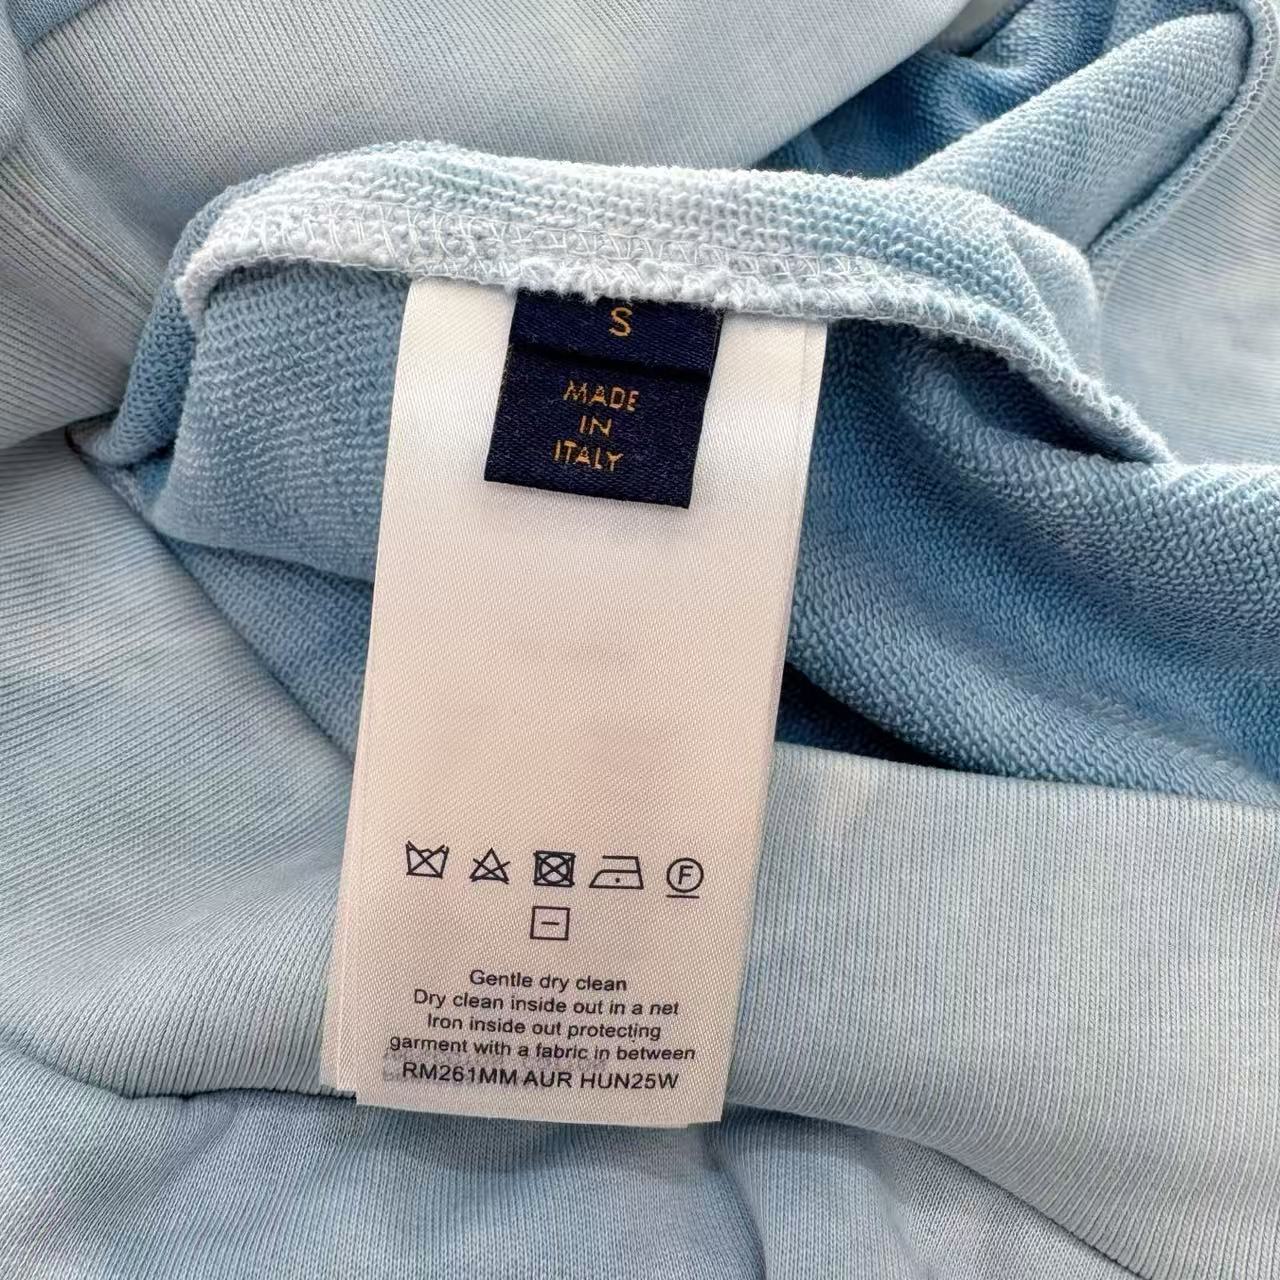 S
MADE
IN
ITALY
F
Gentle dry clean
Dry clean inside out in a net
Iron inside out protecting
garment with a fabric in between
RM261MM AUR HUN25W